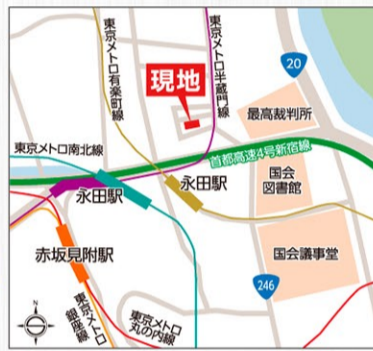 東京メトロ有楽町線
東京メトロ半蔵門線
20
現地
最高裁判所
東京メトロ南北線
首都高速4号新宿線
永田駅
永田駅
国会
図書館
赤坂見附駅
国会議事堂
246
東京メトロ
銀座線
東京メトロ
丸の内線
N